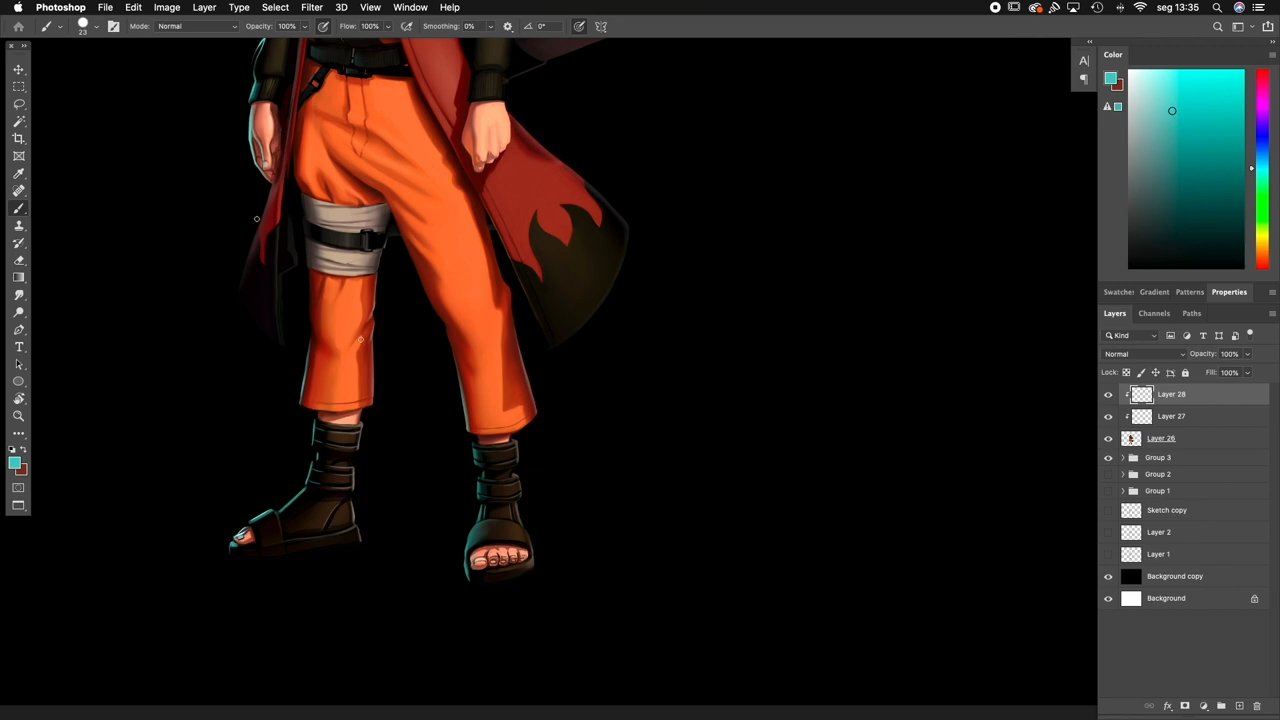 Photoshop File Edit Image Layer Type Select Filter 3D View Window Help seg 13:35
23 Mode: Normal Opacity: 100% Flow: 100% Smoothing: 0% 0°
Color
Swatches Gradient Patterns Properties
Layers Channels Paths
Kind
Normal Opacity: 100%
Lock: Fill: 100%
Layer 28
Layer 27
Layer 26
Group 3
Group 2
Group 1
Sketch copy
Layer 2
Layer 1
Background copy
Background